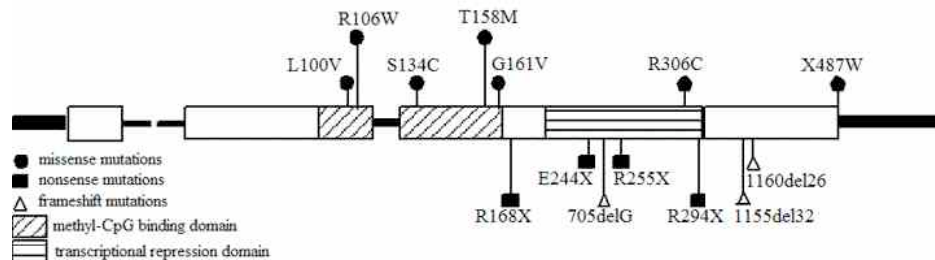 R106W
T158M
L100V
S134C
G161V
R306C
X487W
missense mutations
nonsense mutations
frameshift mutations
methyl-CpG binding domain
transcriptional repression domain
E244X
R255X
1160del26
R168X
705delG
R294X
1155del32